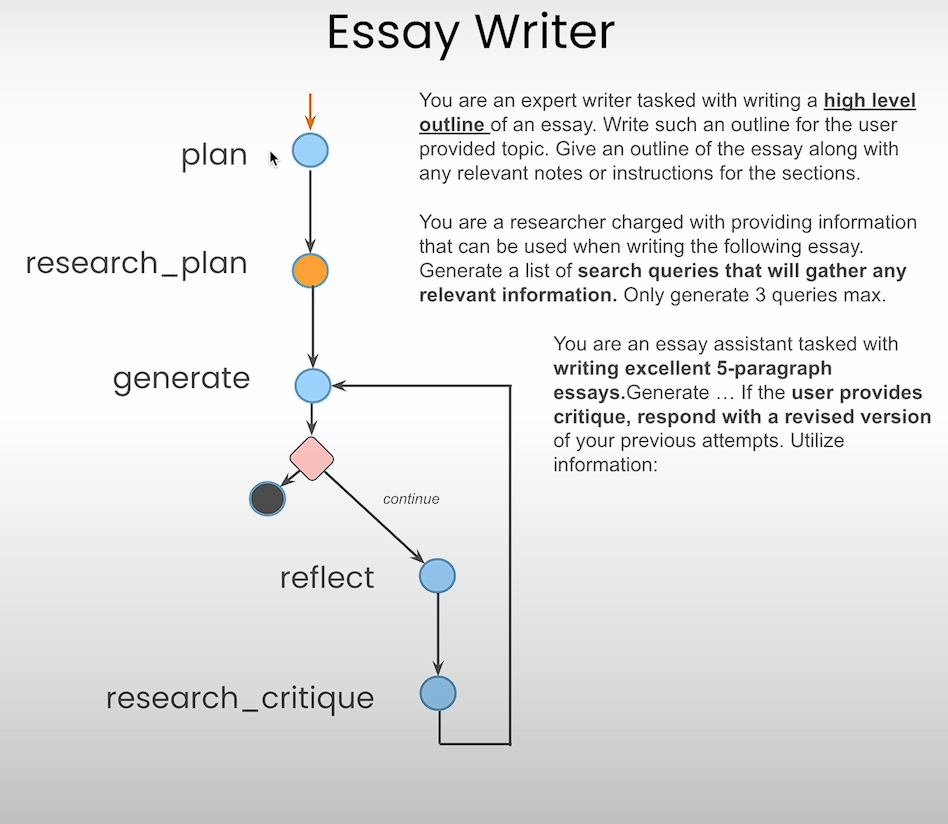 Essay Writer
plan
You are an expert writer tasked with writing a high level
outline of an essay. Write such an outline for the user
provided topic. Give an outline of the essay along with
any relevant notes or instructions for the sections.
research_plan
You are a researcher charged with providing information
that can be used when writing the following essay.
Generate a list of search queries that will gather any
relevant information. Only generate 3 queries max.
generate
You are an essay assistant tasked with
writing excellent 5-paragraph
essays.Generate … If the user provides
critique, respond with a revised version
of your previous attempts. Utilize
information:
continue
reflect
research_critique